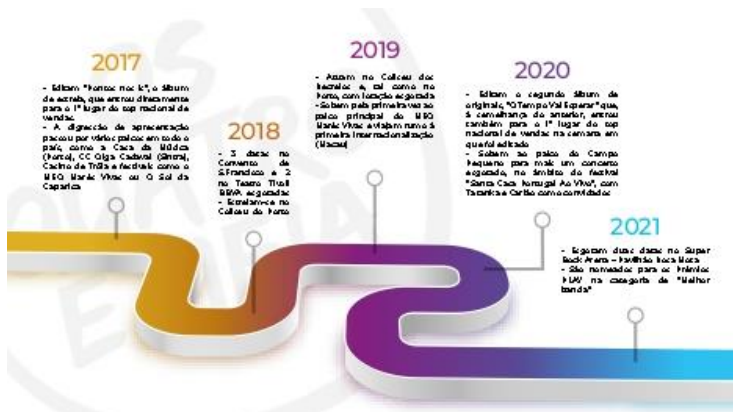 2017
- Editam "Pontos nos Is", o álbum
de estreia, que entrou diretamente
para o 1º lugar do top nacional de
vendas
- A digressão de apresentação
passou por vários palcos em todo o
país, como a Casa da Música
(Porto), CC Olga Cadaval (Sintra),
Casino de Tróia e festivais como o
MEO Marés Vivas ou O Sol da
Caparica
2018
- 3 datas no
Convento de
S.Francisco e 2
no Teatro Tivoli
BBVA esgotadas
- Estreiam-se no
Coliseu do Porto
2019
- Atuam no Coliseu dos
Recreios e, tal como no
Porto, com lotação esgotada
- Sobem pela primeira vez ao
palco principal do MEO
Marés Vivas e viajam rumo à
primeira internacionalização
(Macau)
2020
- Editam o segundo álbum de
originais, "O Tempo Vai Esperar" que,
à semelhança do anterior, entrou
também para o 1º lugar do top
nacional de vendas na semana em
que foi editado
- Sobem ao palco do Campo
Pequeno para mais um concerto
esgotado, no âmbito do festival
"Santa Casa Portugal Ao Vivo", com
Tatanka e Carlão como convidados
2021
- Esgotam duas datas no Super
Bock Arena - Pavilhão Rosa Mota
- São nomeados para os Prémios
PLAY na categoria de "Melhor
banda"
OS
QUATRO
E MEIA